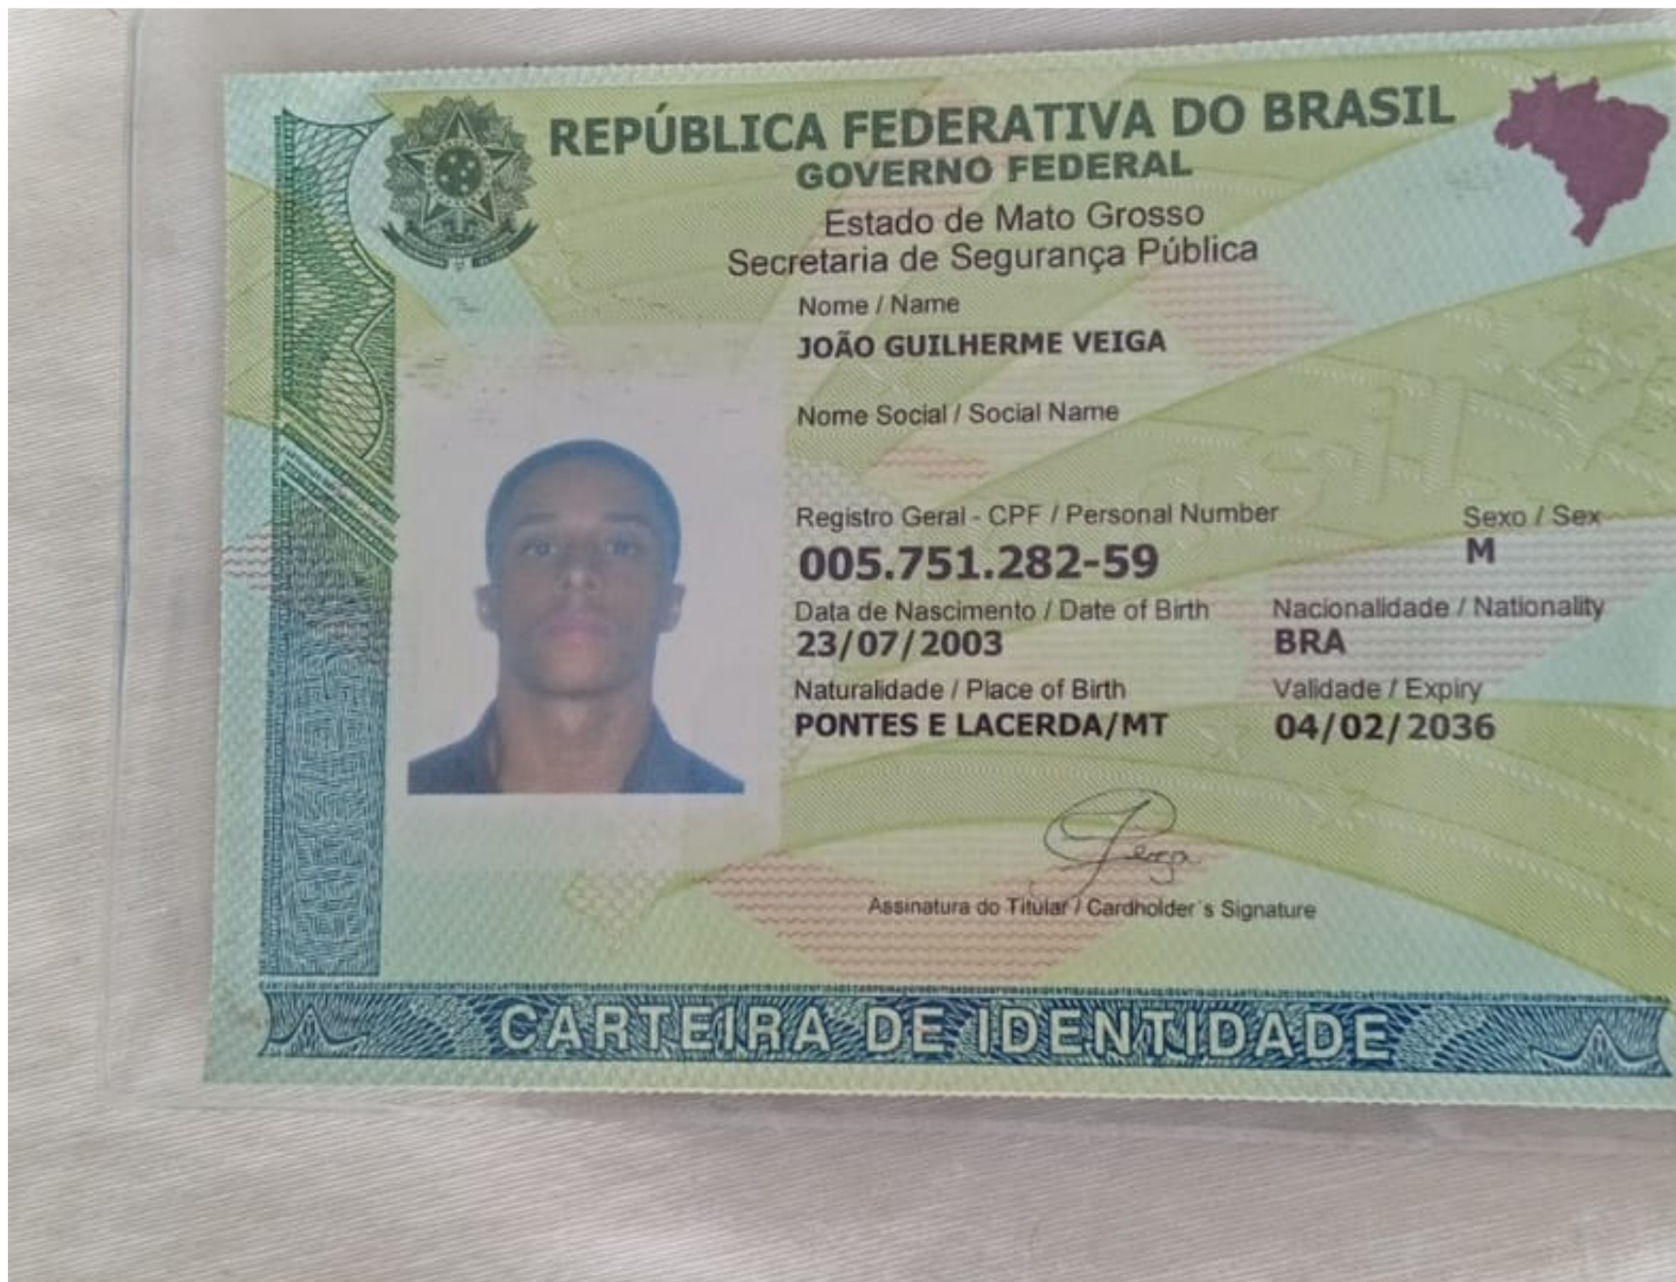 REPÚBLICA FEDERATIVA DO BRASIL
GOVERNO FEDERAL
Estado de Mato Grosso
Secretaria de Segurança Pública
Nome / Name
JOÃO GUILHERME VEIGA
Nome Social / Social Name
Registro Geral - CPF / Personal Number Sexo / Sex
005.751.282-59 M
Data de Nascimento / Date of Birth Nacionalidade / Nationality
23/07/2003 BRA
Naturalidade / Place of Birth Validade / Expiry
PONTES E LACERDA/MT 04/02/2036
Veiga
Assinatura do Titular / Cardholder´s Signature
CARTEIRA DE IDENTIDADE